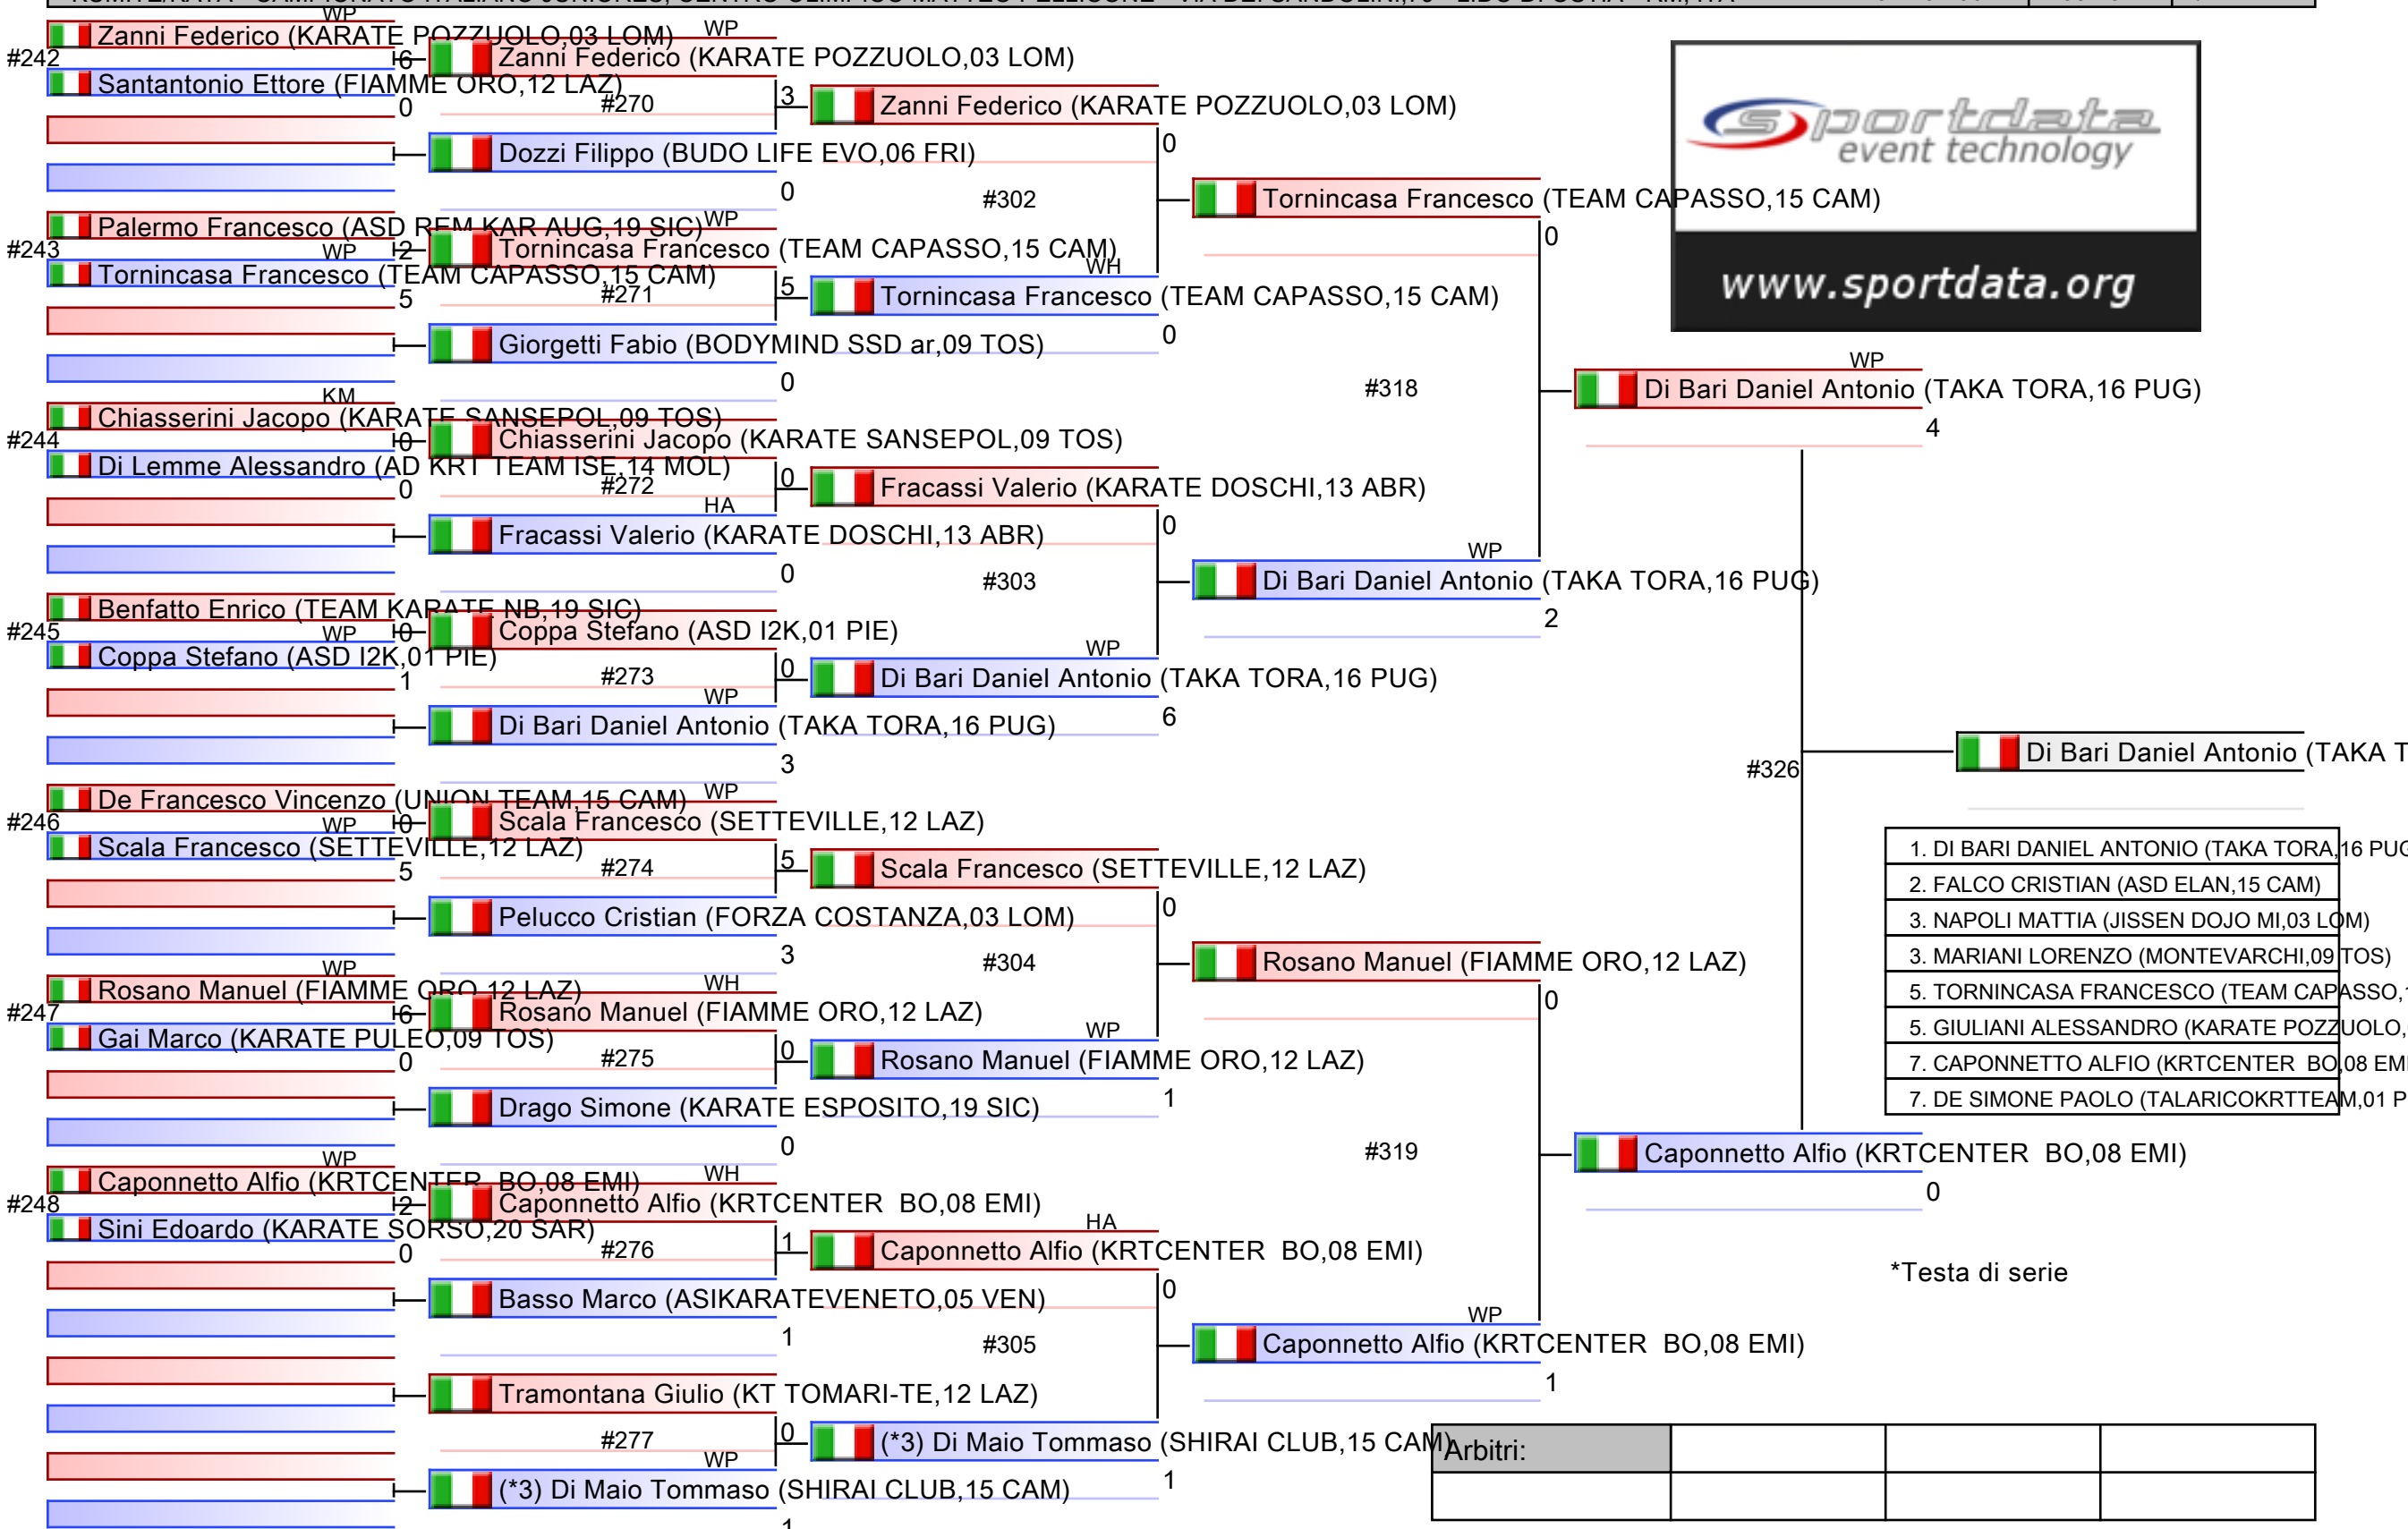 WP
Zanni Federico (KARATE POZZUOLO,03 LOM)
#242
6
Santantonio Ettore (FIAMME ORO,12 LAZ)
0
WP
Zanni Federico (KARATE POZZUOLO,03 LOM)
#270
3
Dozzi Filippo (BUDO LIFE EVO,06 FRI)
0
Palermo Francesco (ASD REM KAR AUG,19 SIC)
#243
WP
2
Tornincasa Francesco (TEAM CAPASSO,15 CAM)
5
WP
Tornincasa Francesco (TEAM CAPASSO,15 CAM)
#271
5
Giorgetti Fabio (BODYMIND SSD ar,09 TOS)
0
KM
Chiasserini Jacopo (KARATE SANSEPOL,09 TOS)
#244
0
Di Lemme Alessandro (AD KRT TEAM ISE,14 MOL)
0
Chiasserini Jacopo (KARATE SANSEPOL,09 TOS)
#272
0
HA
Fracassi Valerio (KARATE DOSCHI,13 ABR)
0
Benfatto Enrico (TEAM KARATE NB,19 SIC)
#245
WP
0
Coppa Stefano (ASD I2K,01 PIE)
1
Coppa Stefano (ASD I2K,01 PIE)
#273
0
WP
Di Bari Daniel Antonio (TAKA TORA,16 PUG)
3
De Francesco Vincenzo (UNION TEAM,15 CAM)
#246
WP
0
Scala Francesco (SETTEVILLE,12 LAZ)
5
WP
Scala Francesco (SETTEVILLE,12 LAZ)
#274
5
Pelucco Cristian (FORZA COSTANZA,03 LOM)
3
WP
Rosano Manuel (FIAMME ORO,12 LAZ)
#247
6
Gai Marco (KARATE PULEO,09 TOS)
0
WH
Rosano Manuel (FIAMME ORO,12 LAZ)
#275
0
Drago Simone (KARATE ESPOSITO,19 SIC)
0
WP
Caponnetto Alfio (KRTCENTER  BO,08 EMI)
#248
2
Sini Edoardo (KARATE SORSO,20 SAR)
0
WH
Caponnetto Alfio (KRTCENTER  BO,08 EMI)
#276
1
Basso Marco (ASIKARATEVENETO,05 VEN)
1
Tramontana Giulio (KT TOMARI-TE,12 LAZ)
#277
0
WP
(*3) Di Maio Tommaso (SHIRAI CLUB,15 CAM)
1
Zanni Federico (KARATE POZZUOLO,03 LOM)
0
#302
WH
Tornincasa Francesco (TEAM CAPASSO,15 CAM)
0
Fracassi Valerio (KARATE DOSCHI,13 ABR)
0
#303
WP
Di Bari Daniel Antonio (TAKA TORA,16 PUG)
6
Scala Francesco (SETTEVILLE,12 LAZ)
0
#304
WP
Rosano Manuel (FIAMME ORO,12 LAZ)
1
HA
Caponnetto Alfio (KRTCENTER  BO,08 EMI)
0
#305
(*3) Di Maio Tommaso (SHIRAI CLUB,15 CAM)
1
Tornincasa Francesco (TEAM CAPASSO,15 CAM)
0
#318
WP
Di Bari Daniel Antonio (TAKA TORA,16 PUG)
2
Rosano Manuel (FIAMME ORO,12 LAZ)
0
#319
WP
Caponnetto Alfio (KRTCENTER  BO,08 EMI)
1
sportdata
event technology
www.sportdata.org
WP
Di Bari Daniel Antonio (TAKA TORA,16 PUG)
4
#326
Di Bari Daniel Antonio (TAKA T
Caponnetto Alfio (KRTCENTER  BO,08 EMI)
0
1. DI BARI DANIEL ANTONIO (TAKA TORA,16 PUG
2. FALCO CRISTIAN (ASD ELAN,15 CAM)
3. NAPOLI MATTIA (JISSEN DOJO MI,03 LOM)
3. MARIANI LORENZO (MONTEVARCHI,09 TOS)
5. TORNINCASA FRANCESCO (TEAM CAPASSO,1
5. GIULIANI ALESSANDRO (KARATE POZZUOLO,
7. CAPONNETTO ALFIO (KRTCENTER  BO,08 EMI
7. DE SIMONE PAOLO (TALARICOKRTTEAM,01 P
*Testa di serie
Arbitri: